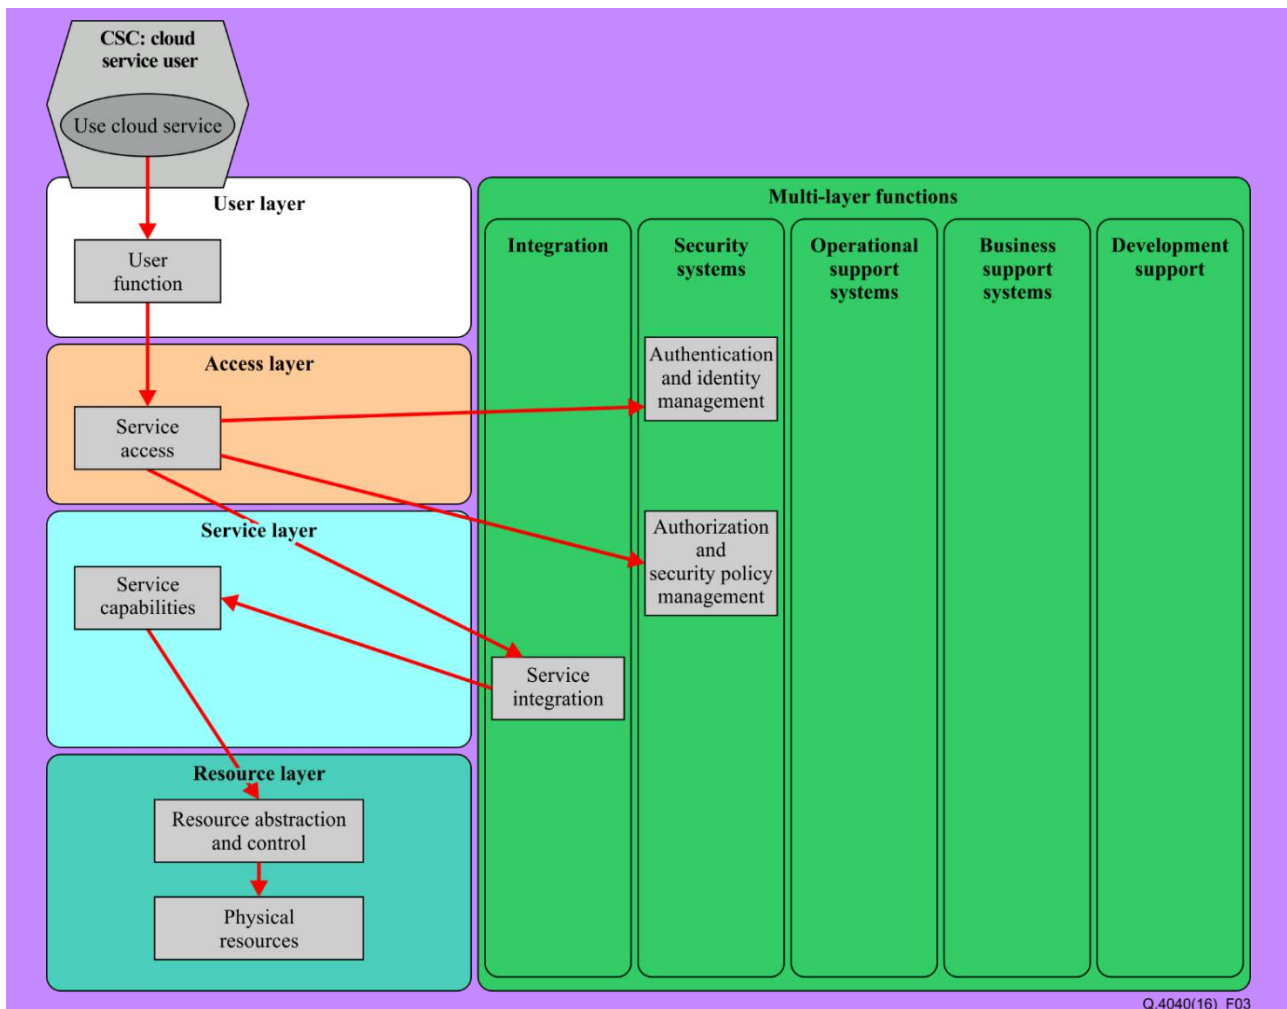 CSC: cloud
service user
Use cloud service
User layer
User
function
Access layer
Service
access
Service layer
Service
capabilities
Resource layer
Resource abstraction
and control
Physical
resources
Multi-layer functions
Integration
Service
integration
Security
systems
Authentication
and identity
management
Authorization
and
security policy
management
Operational
support
systems
Business
support
systems
Development
support
Q.4040(16)_F03